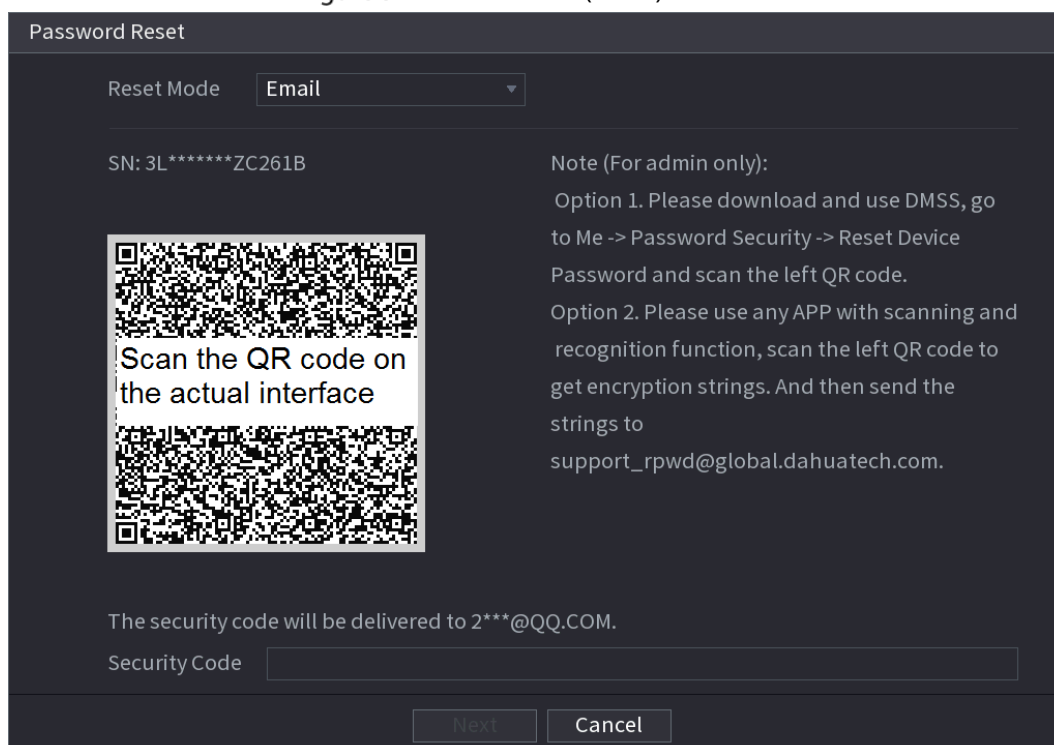 Password Reset
Reset Mode Email
SN: 3L*******ZC261B
Note (For admin only):
Option 1. Please download and use DMSS, go
to Me -> Password Security -> Reset Device
Password and scan the left QR code.
Option 2. Please use any APP with scanning and
recognition function, scan the left QR code to
get encryption strings. And then send the
strings to
support_rpwd@global.dahuatech.com.
Scan the QR code on
the actual interface
The security code will be delivered to 2***@QQ.COM.
Security Code
Next Cancel